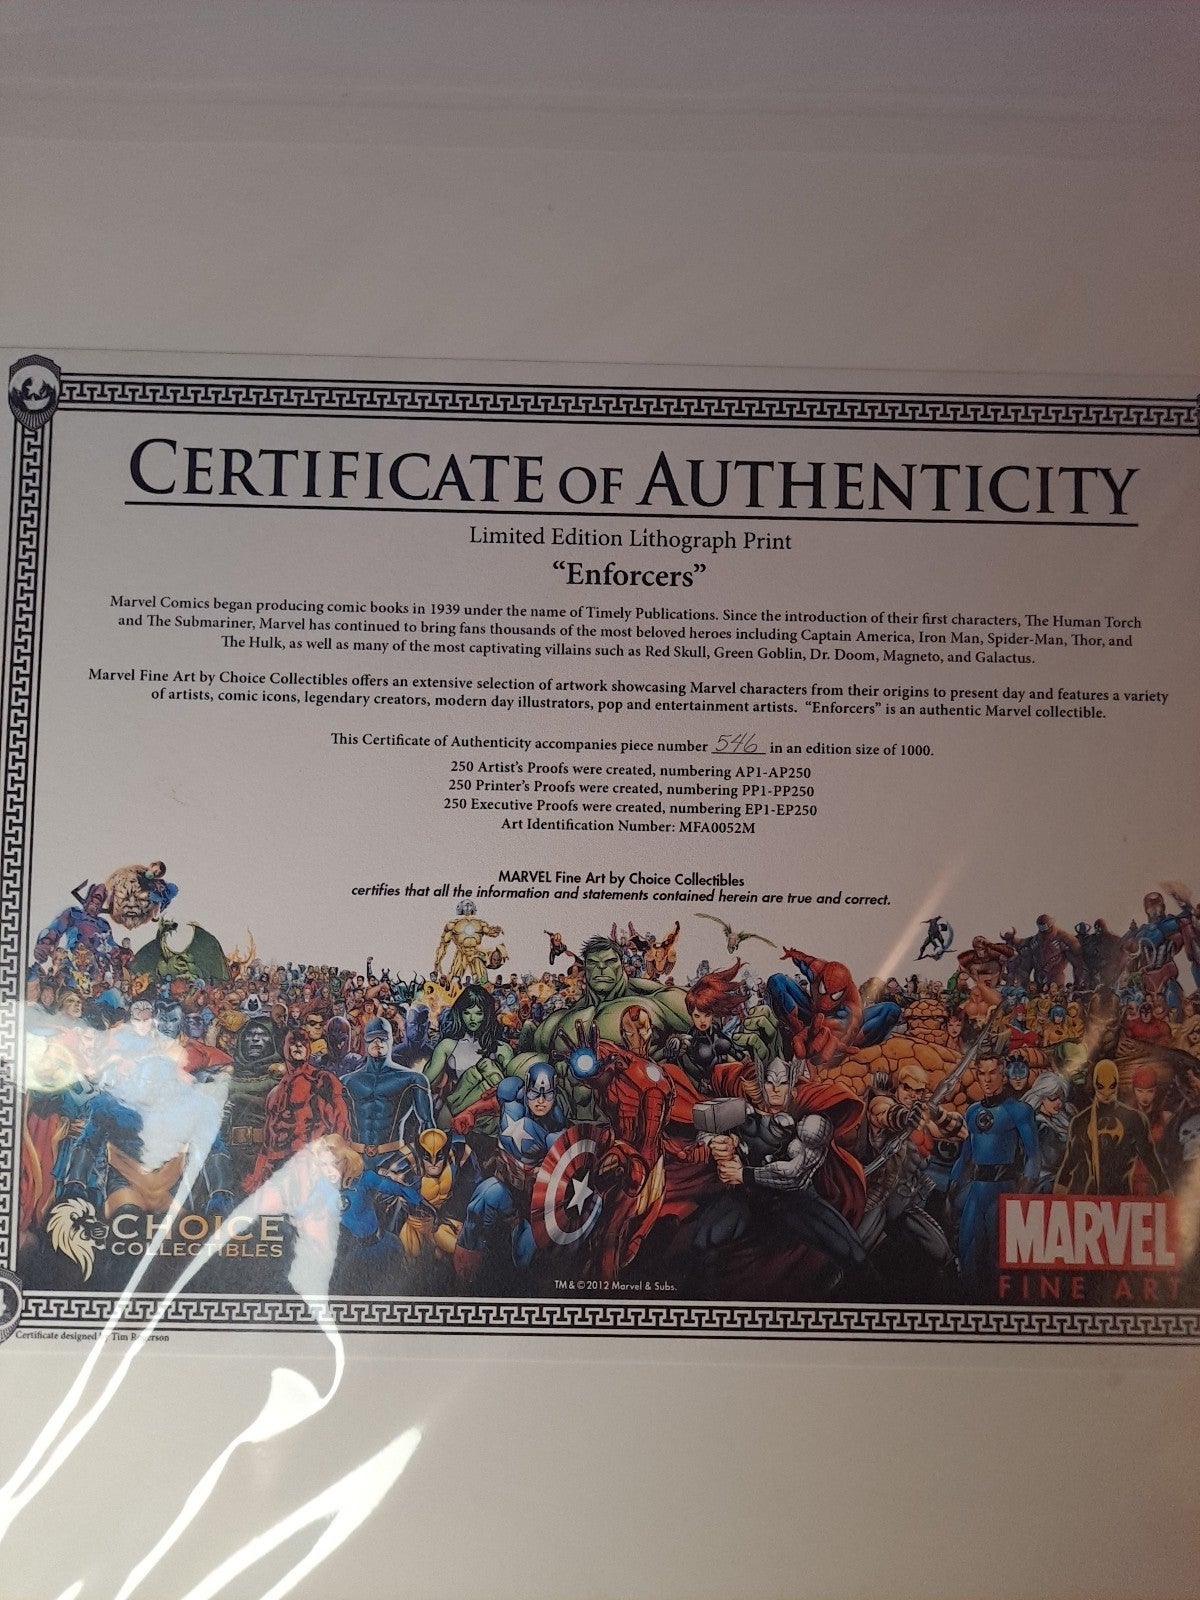 CERTIFICATE OF AUTHENTICITY
Limited Edition Lithograph Print
“Enforcers”
Marvel Comics began producing comic books in 1939 under the name of Timely Publications. Since the introduction of their first characters, The Human Torch
and The Submariner, Marvel has continued to bring fans thousands of the most beloved heroes including Captain America, Iron Man, Spider-Man, Thor, and
The Hulk, as well as many of the most captivating villains such as Red Skull, Green Goblin, Dr. Doom, Magneto, and Galactus.
Marvel Fine Art by Choice Collectibles offers an extensive selection of artwork showcasing Marvel characters from their origins to present day and features a variety
of artists, comic icons, legendary creators, modern day illustrators, pop and entertainment artists. “Enforcers” is an authentic Marvel collectible.
This Certificate of Authenticity accompanies piece number 546 in an edition size of 1000.
250 Artist’s Proofs were created, numbering AP1-AP250
250 Printer’s Proofs were created, numbering PP1-PP250
250 Executive Proofs were created, numbering EP1-EP250
Art Identification Number: MFA0052M
MARVEL Fine Art by Choice Collectibles
certifies that all the information and statements contained herein are true and correct.
CHOICE
COLLECTIBLES
MARVEL
FINE ART
TM & © 2012 Marvel & Subs.
Certificate designed Tim